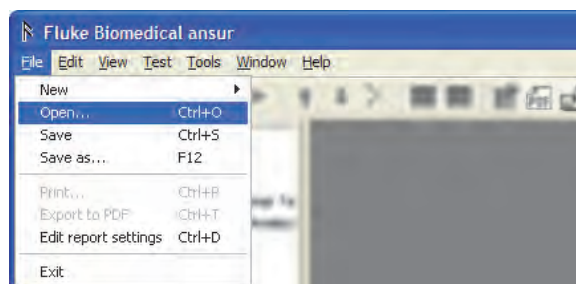 Fluke Biomedical ansur
File Edit View Test Tools Window Help
New
Open... Ctrl+O
Save Ctrl+S
Save as... F12
Print... Ctrl+P
Export to PDF Ctrl+T
Edit report settings Ctrl+D
Exit